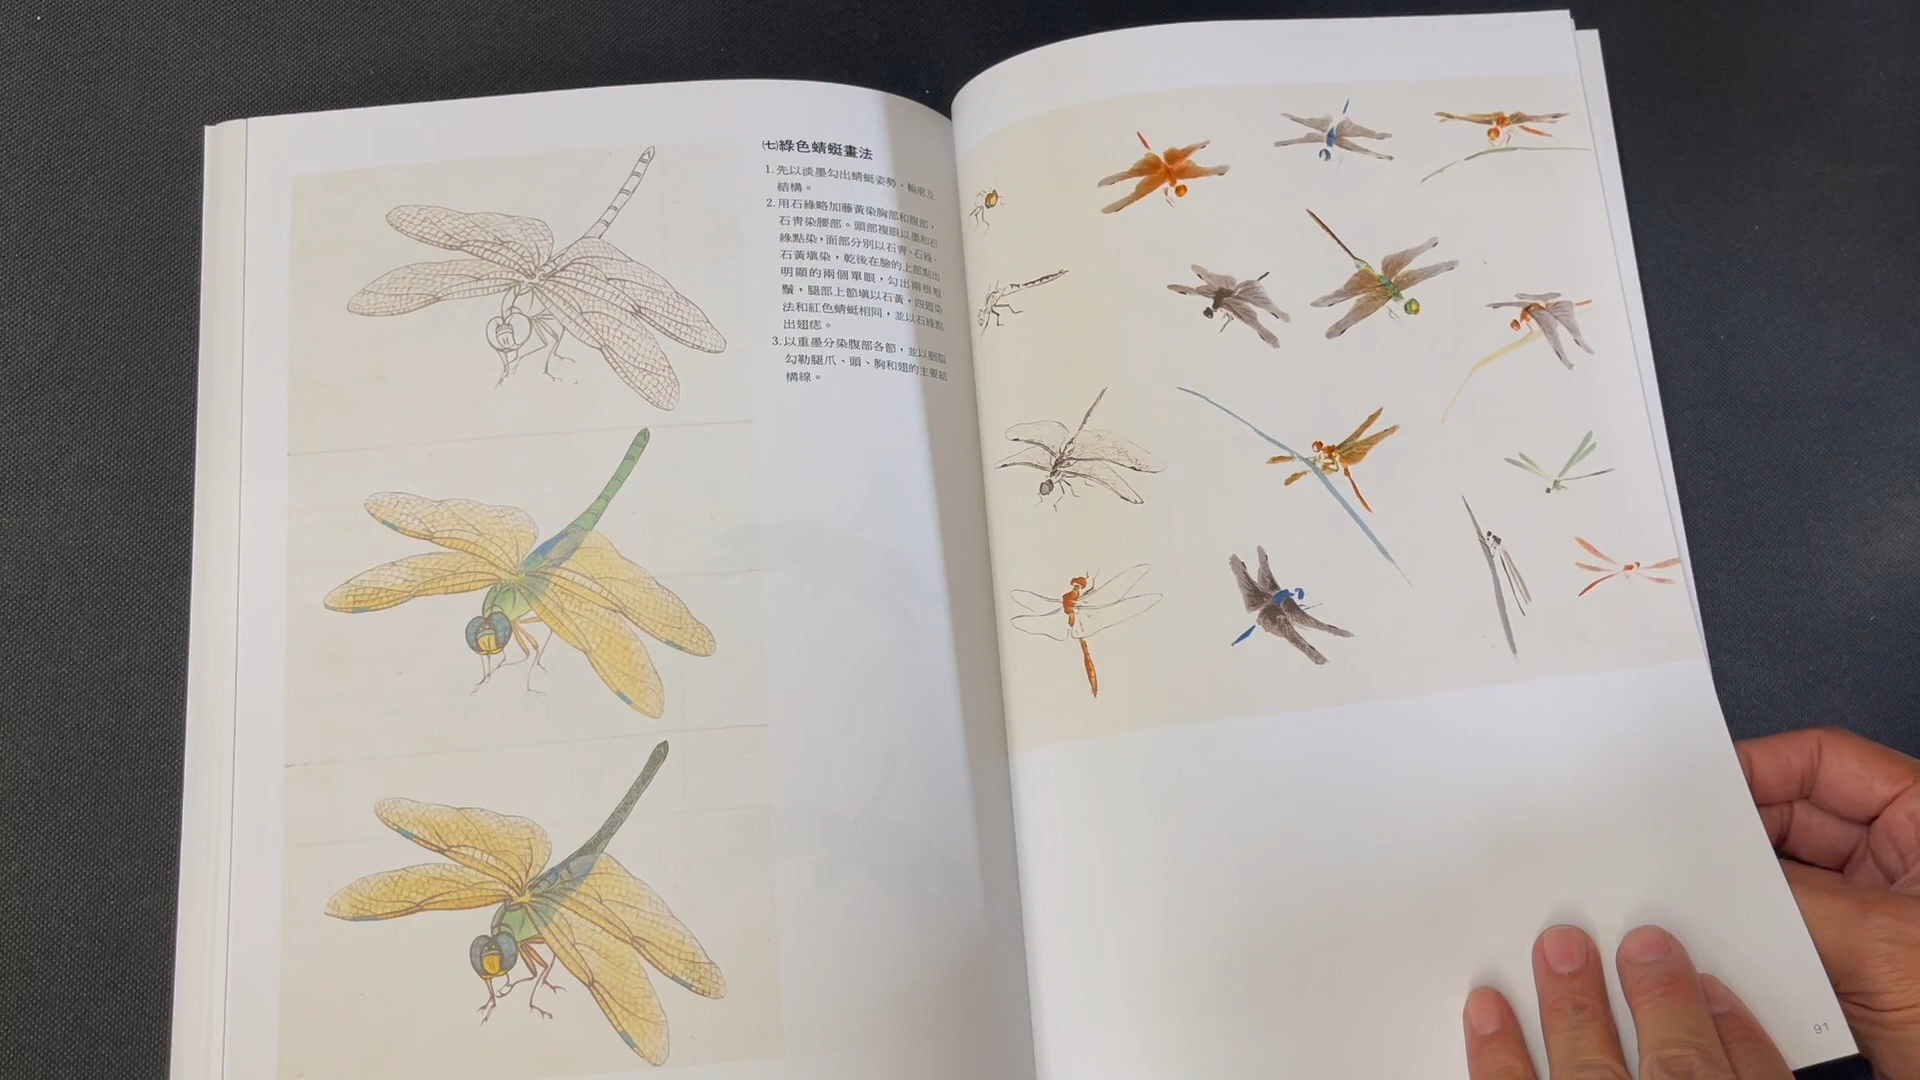 ㈦綠色蜻蜓畫法
1.先以淡墨勾出蜻蜓姿勢、輪廓及
結構。
2.用石綠略加藤黃染胸部和腹部，
石青染腰部。頭部複眼以墨和石
綠點染，面部分別以石青、石綠、
石黃塡染，乾後在臉的上部點出
明顯的兩個單眼，勾出兩根短
鬚，腿部上節塡以石黃，四翅染
法和紅色蜻蜓相同，並以石綠點
出翅痣。
3.以重墨分染腹部各節，並以胭脂
勾勒腿爪、頭、胸和翅的主要結
構線。
91